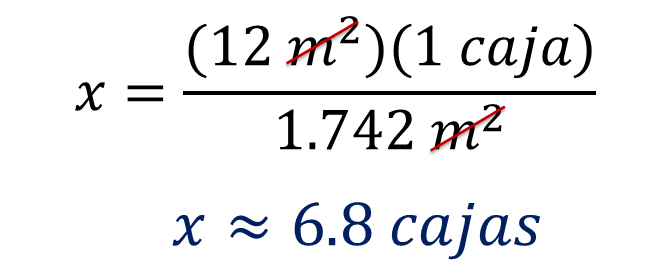 x = (12 m²)(1 caja) / 1.742 m²
x ≈ 6.8 cajas